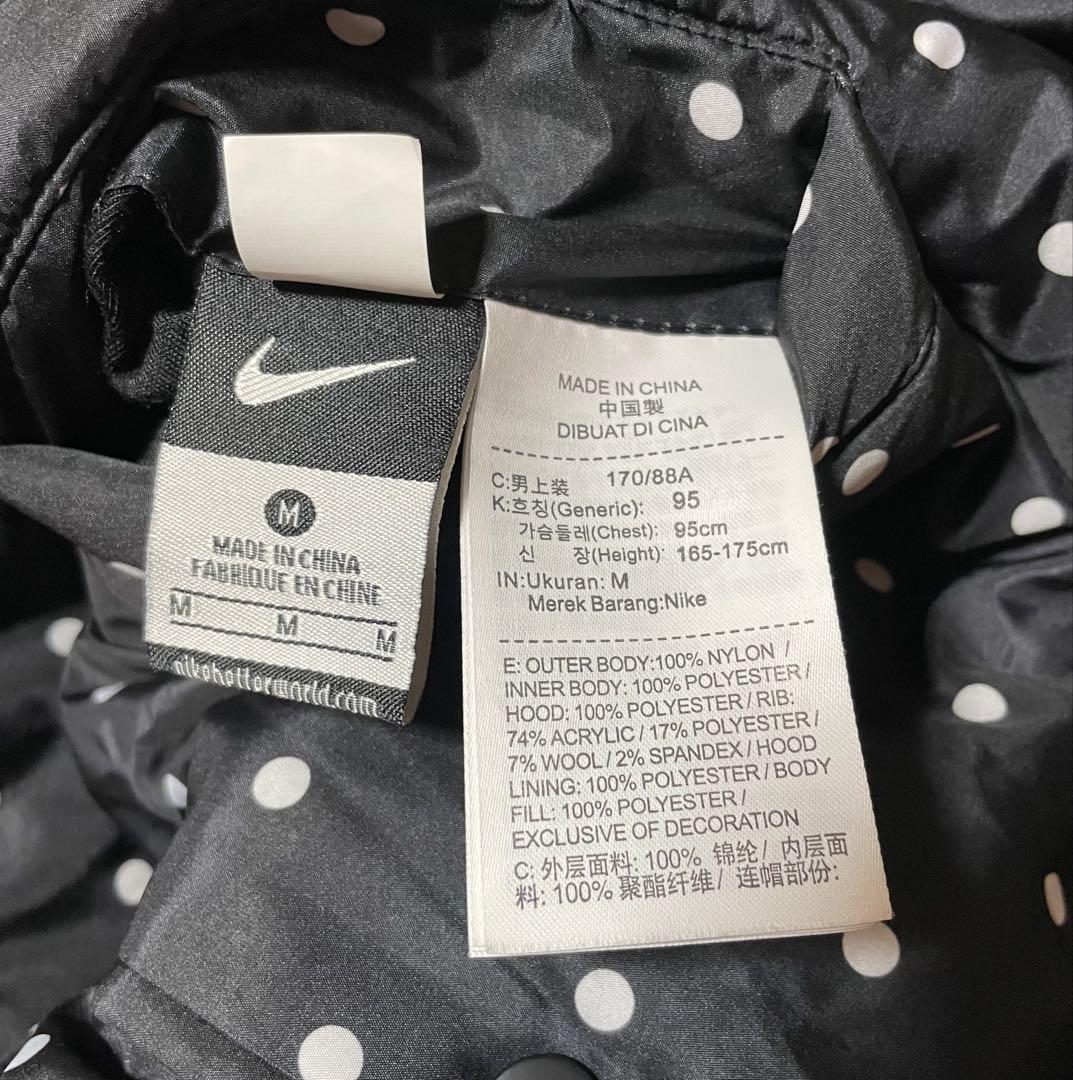 M
MADE IN CHINA
FABRIQUE EN CHINE
M M M
nikebetterworld.com
MADE IN CHINA
中国製
DIBUAT DI CINA
C:男上装 170/88A
K:흐칭(Generic): 95
가슴둘레(Chest): 95cm
신 장(Height): 165-175cm
IN:Ukuran: M
Merek Barang:Nike
E: OUTER BODY:100% NYLON /
INNER BODY: 100% POLYESTER /
HOOD: 100% POLYESTER / RIB:
74% ACRYLIC / 17% POLYESTER /
7% WOOL / 2% SPANDEX / HOOD
LINING: 100% POLYESTER / BODY
FILL: 100% POLYESTER /
EXCLUSIVE OF DECORATION
C: 外层面料: 100% 锦纶/ 内层面
料: 100% 聚酯纤维/ 连帽部份: